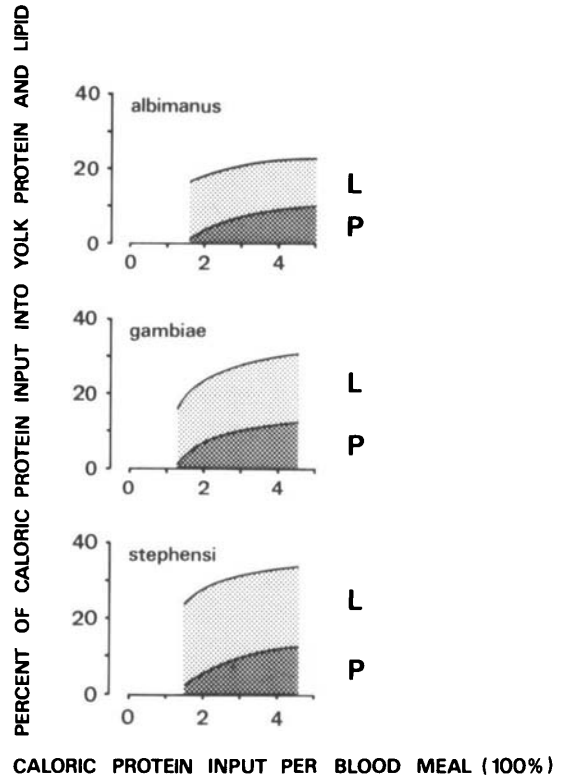 PERCENT OF CALORIC PROTEIN INPUT INTO YOLK PROTEIN AND LIPID
40
albimanus
20
L
P
0
0 2 4
40
gambiae
20
L
P
0
0 2 4
40
stephensi
20
L
P
0
0 2 4
CALORIC PROTEIN INPUT PER BLOOD MEAL (100%)